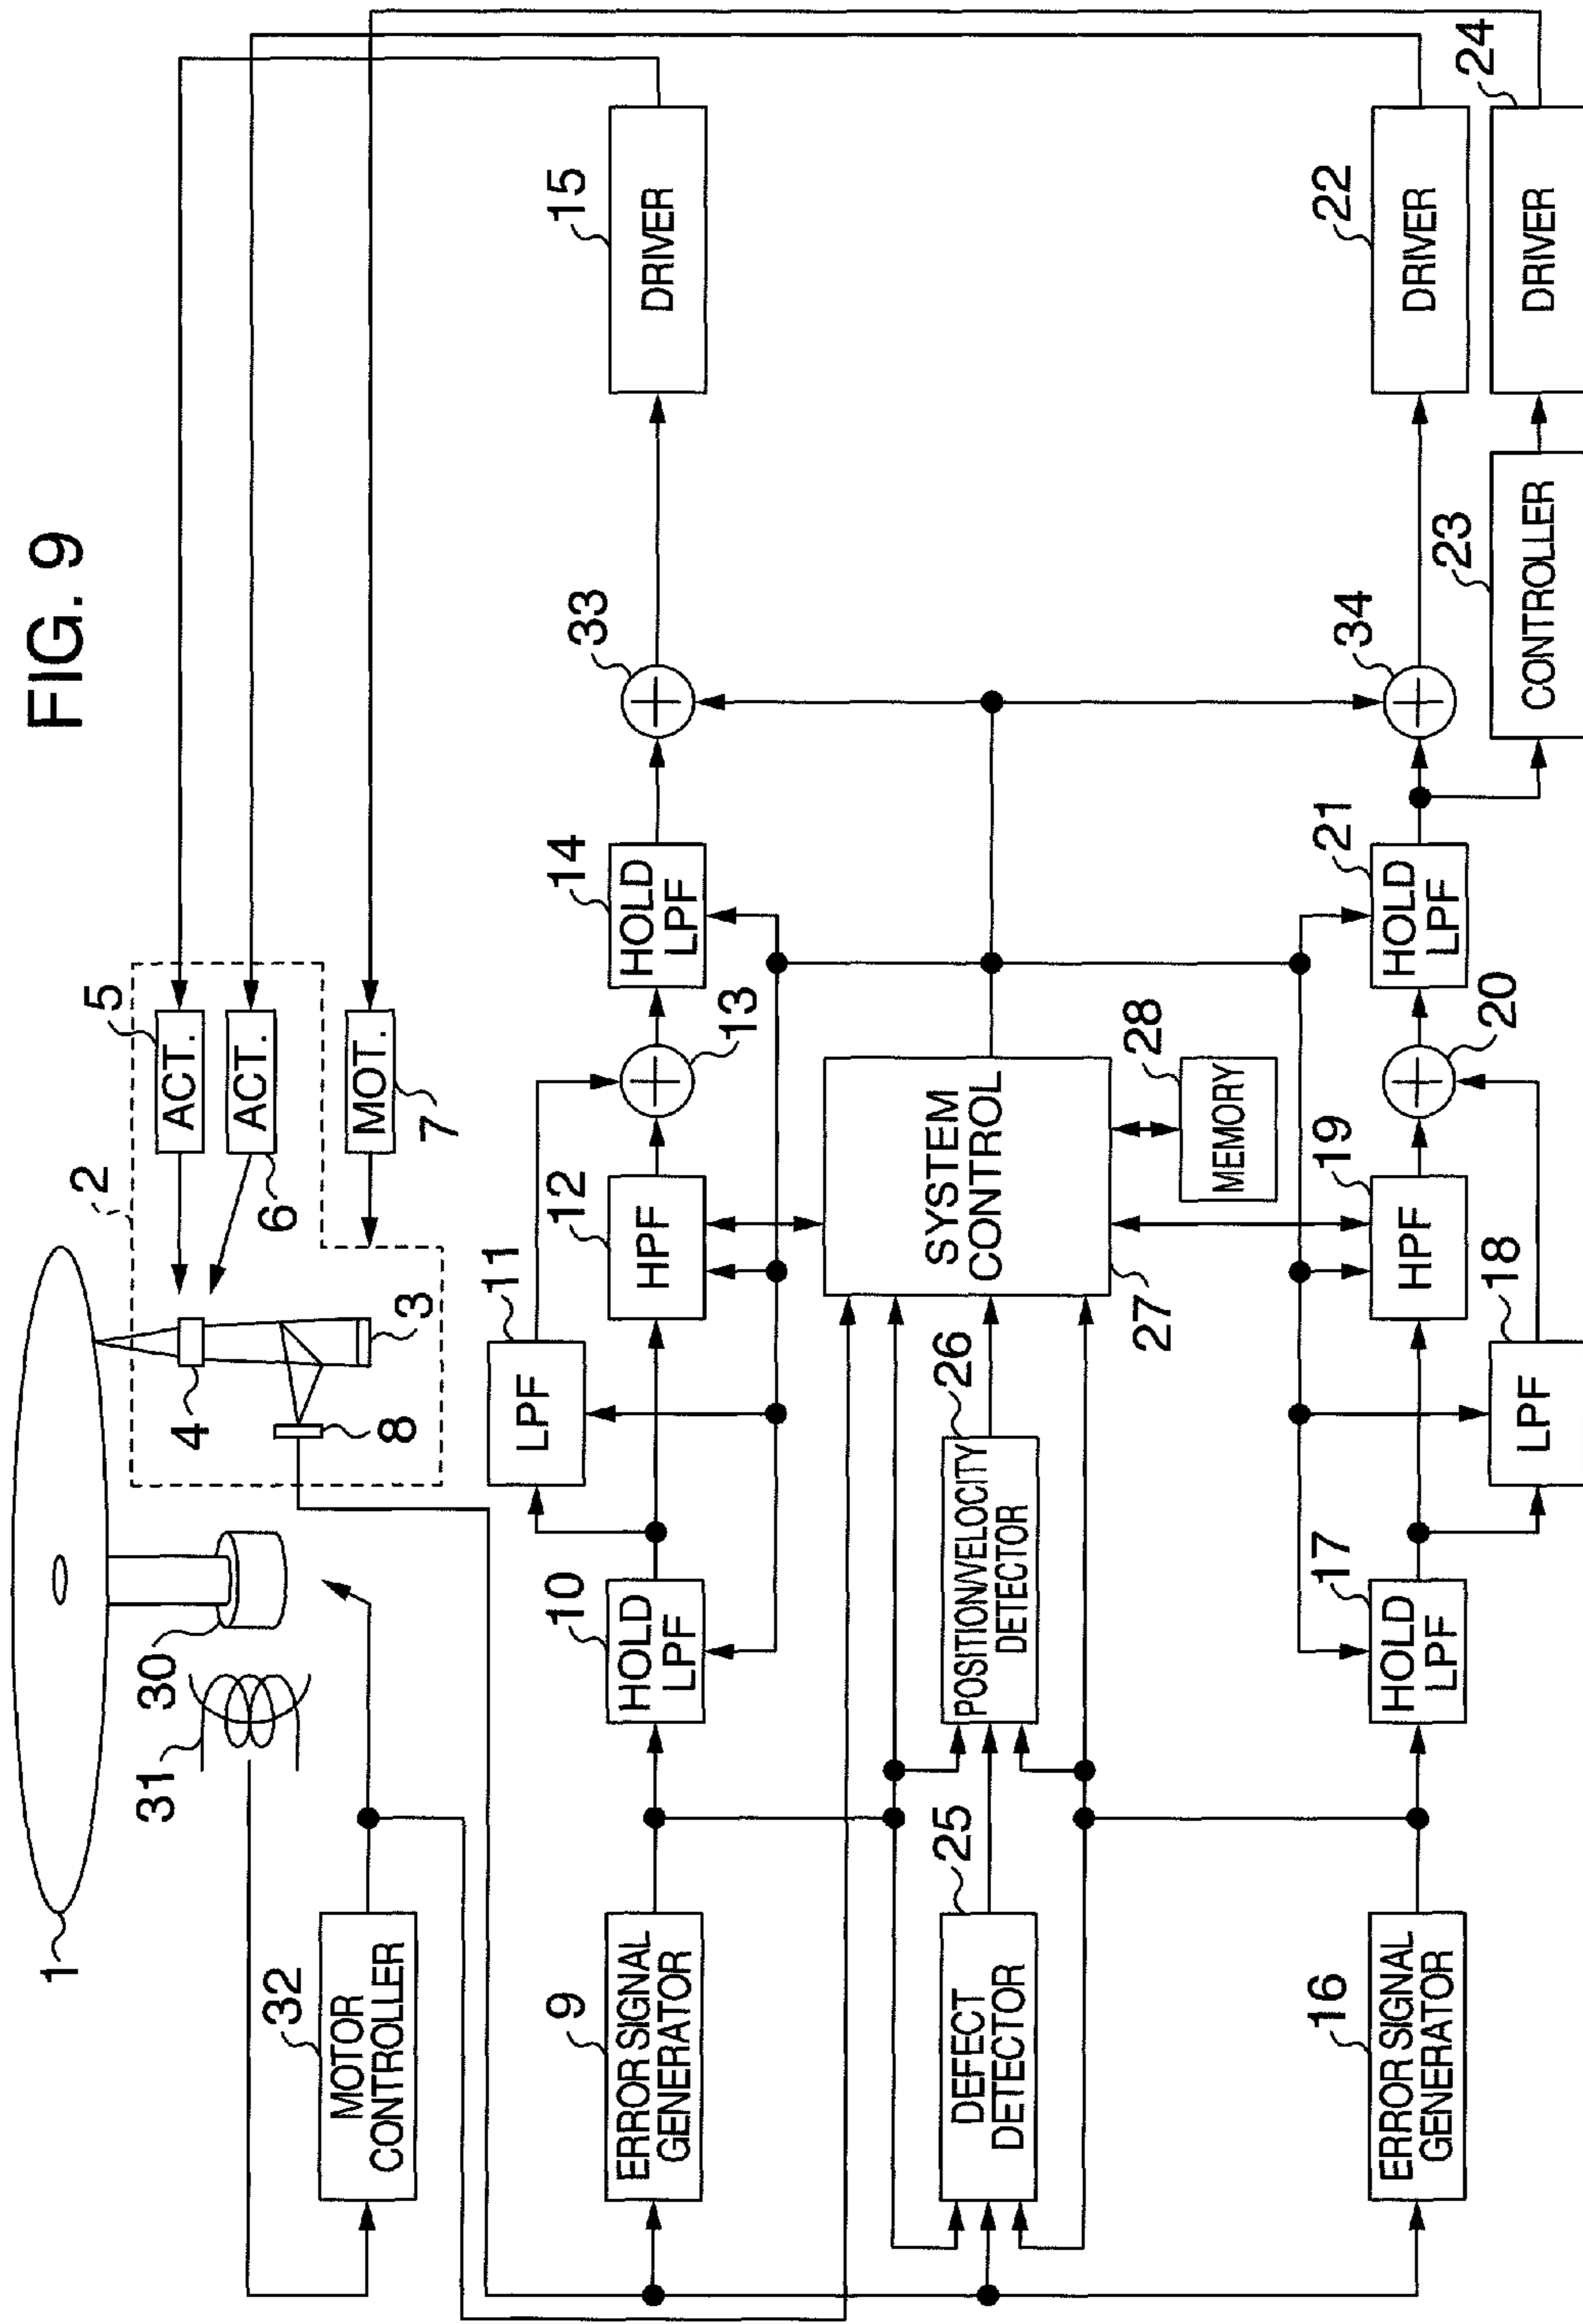 FIG. 9
1
2
3
4
5
ACT.
ACT.
6
MOT.
7
8
30
31
32
MOTOR
CONTROLLER
9
ERROR SIGNAL
GENERATOR
10
HOLD
LPF
11
LPF
12
HPF
13
14
HOLD
LPF
33
15
DRIVER
25
DEFECT
DETECTOR
26
POSITION/VELOCITY
DETECTOR
27
SYSTEM
CONTROL
28
MEMORY
16
ERROR SIGNAL
GENERATOR
17
HOLD
LPF
18
LPF
19
HPF
20
21
HOLD
LPF
34
22
DRIVER
23
CONTROLLER
24
DRIVER